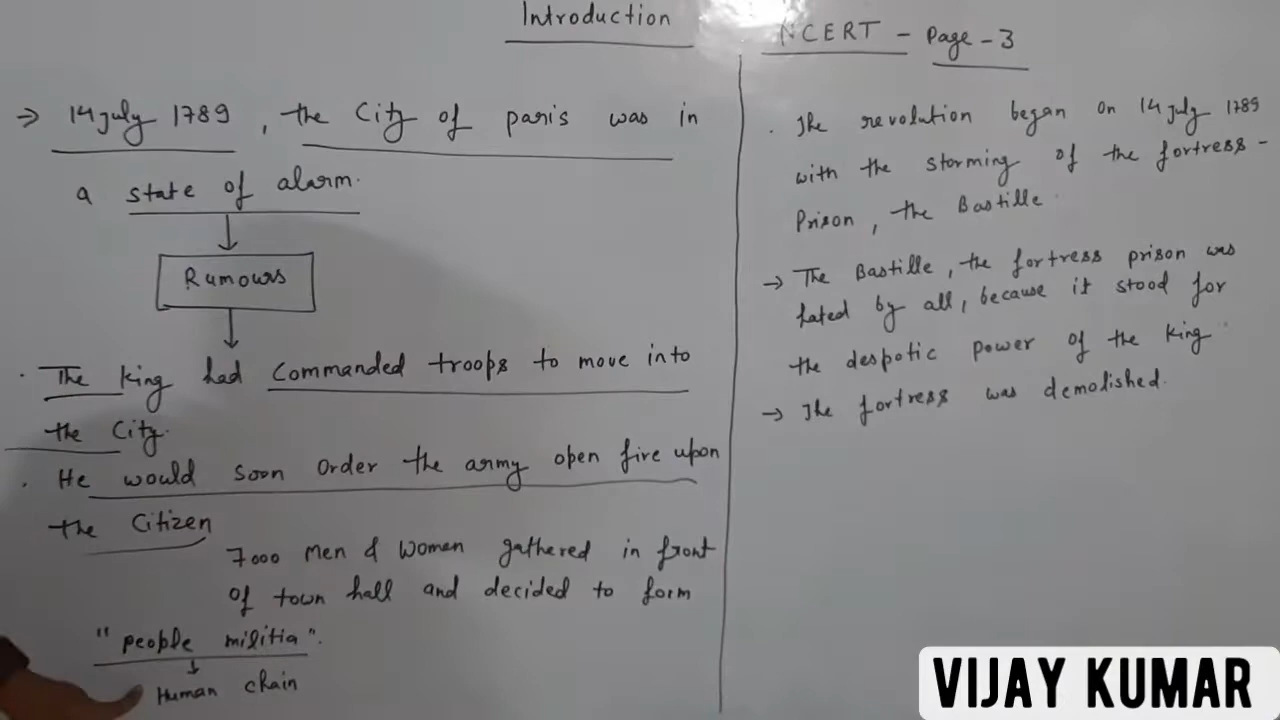 Introduction
NCERT - Page - 3
→ 14 july 1789, the City of paris was in
a state of alarm.
Rumours
. The king had Commanded troops to move into
the City.
. He would soon Order the army open fire upon
the Citizen
7000 Men & Women gathered in front
of town hall and decided to form
"people militia".
Human chain
. The revolution began on 14 july 1789
with the storming of the fortress -
Prison, the Bastille.
→ The Bastille, the fortress prison was
hated by all, because it stood for
the despotic power of the king.
→ The fortress was demolished.
VIJAY KUMAR